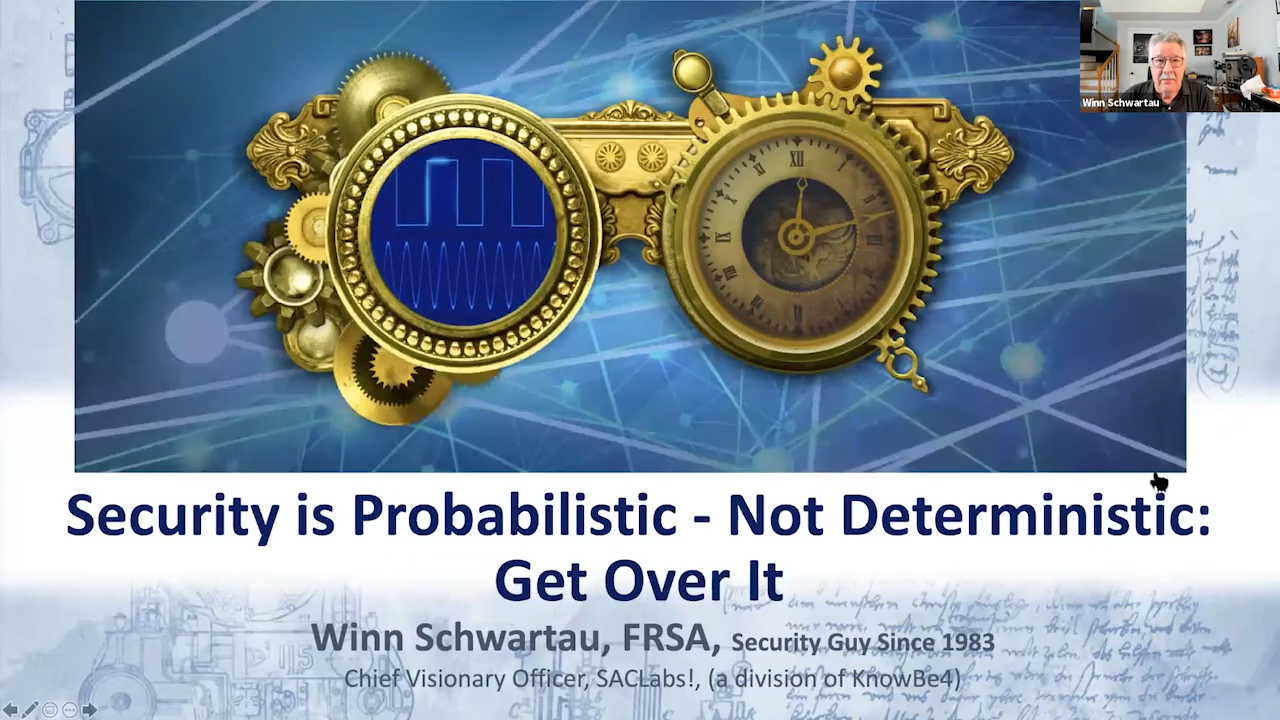 Winn Schwartau
XII
Security is Probabilistic - Not Deterministic:
Get Over It
Winn Schwartau, FRSA, Security Guy Since 1983
Chief Visionary Officer, SACLabs!, (a division of KnowBe4)